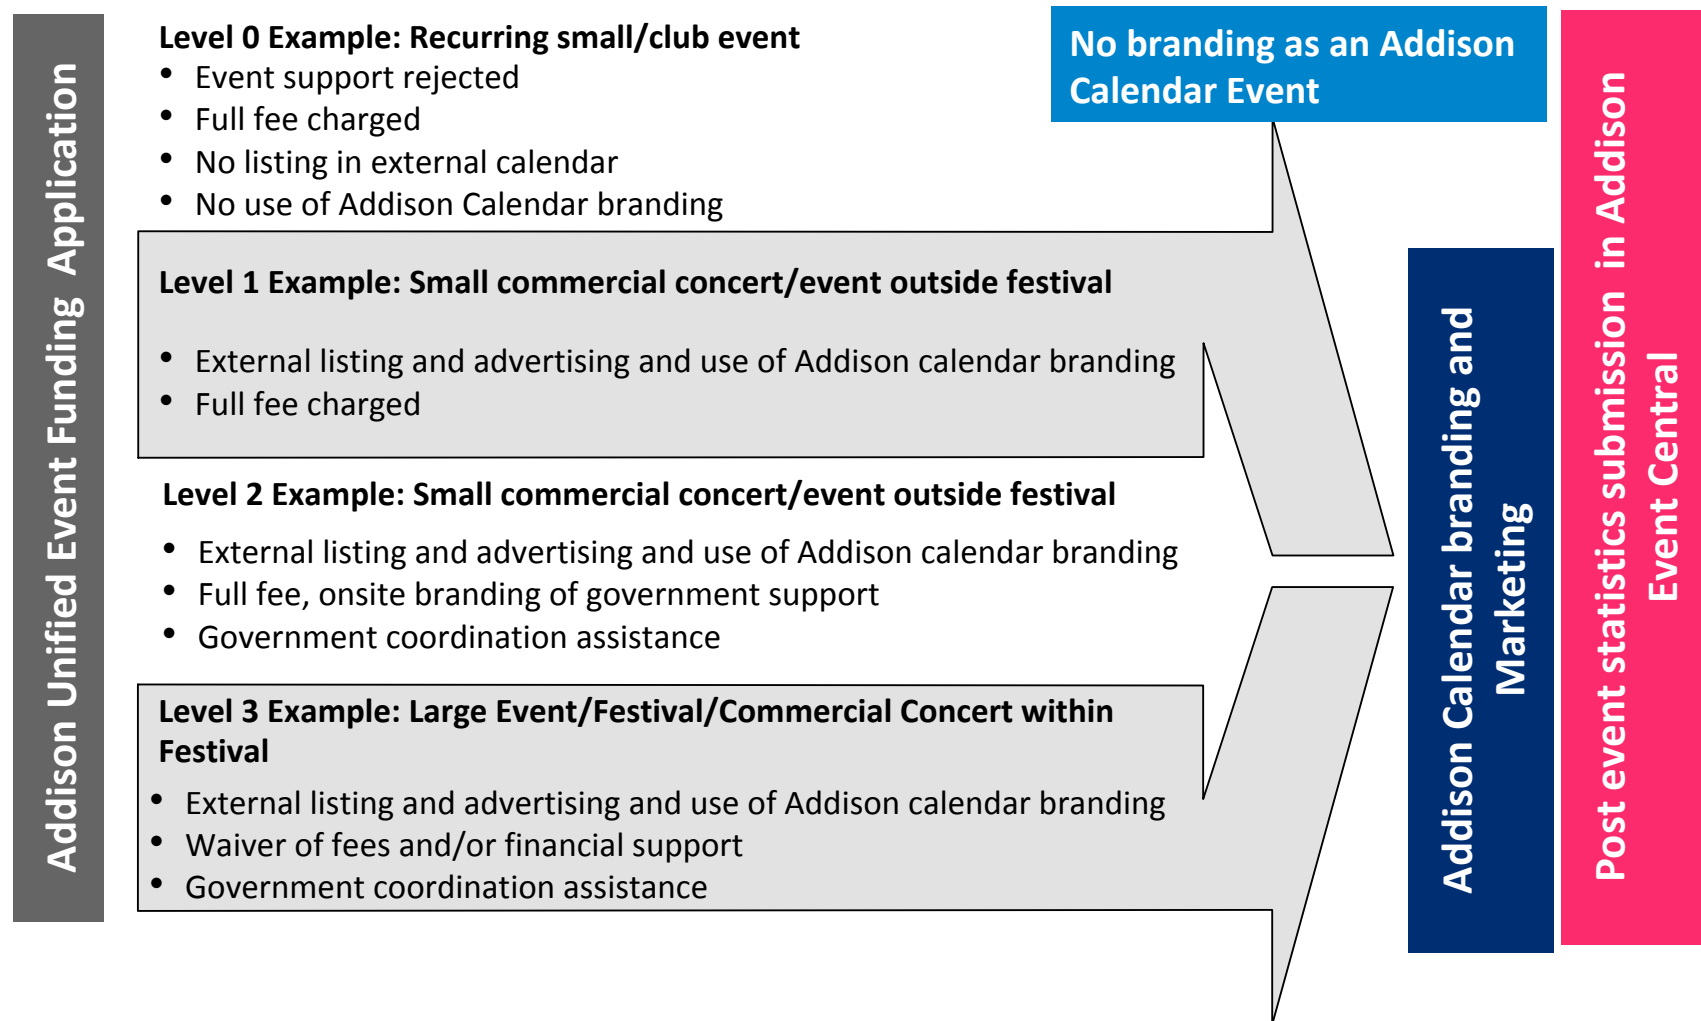 Addison Unified Event Funding Application
Level 0 Example: Recurring small/club event
• Event support rejected
• Full fee charged
• No listing in external calendar
• No use of Addison Calendar branding
No branding as an Addison
Calendar Event
Level 1 Example: Small commercial concert/event outside festival
• External listing and advertising and use of Addison calendar branding
• Full fee charged
Level 2 Example: Small commercial concert/event outside festival
• External listing and advertising and use of Addison calendar branding
• Full fee, onsite branding of government support
• Government coordination assistance
Level 3 Example: Large Event/Festival/Commercial Concert within
Festival
• External listing and advertising and use of Addison calendar branding
• Waiver of fees and/or financial support
• Government coordination assistance
Addison Calendar branding and
Marketing
Post event statistics submission in Addison
Event Central